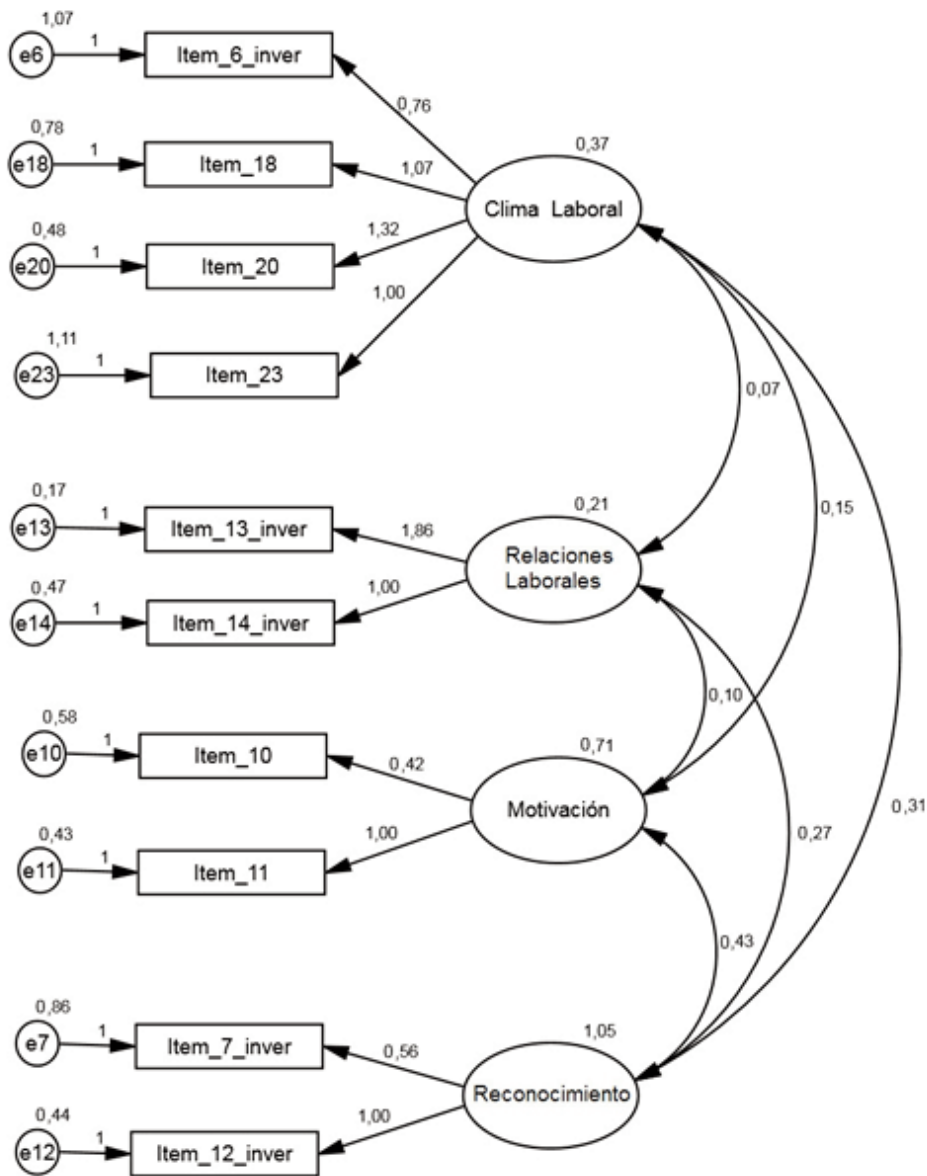 1,07
e6
1
Item_6_inver
0,76
0,78
e18
1
Item_18
1,07
0,37
Clima Laboral
0,48
e20
1
Item_20
1,32
1,00
1,11
e23
1
Item_23
0,07
0,15
0,17
e13
1
Item_13_inver
1,86
0,21
Relaciones
Laborales
0,47
e14
1
Item_14_inver
1,00
0,10
0,58
e10
1
Item_10
0,42
0,71
Motivación
0,43
e11
1
Item_11
1,00
0,27
0,31
0,43
0,86
e7
1
Item_7_inver
0,56
1,05
Reconocimiento
0,44
e12
1
Item_12_inver
1,00